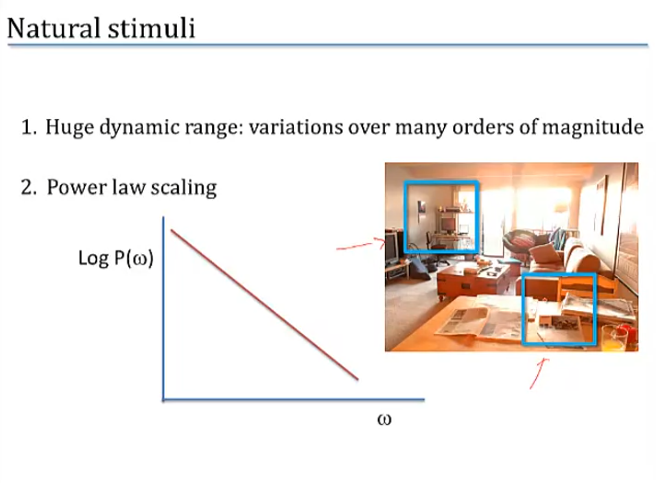 Natural stimuli
1. Huge dynamic range: variations over many orders of magnitude
2. Power law scaling
Log P(ω)
ω